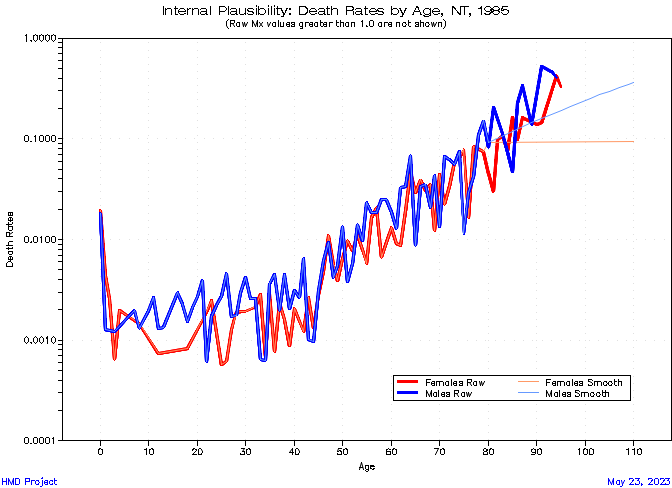 Internal Plausibility: Death Rates by Age, NT, 1985
(Raw Mx values greater than 1.0 are not shown)
1.0000
0.1000
0.0100
0.0010
0.0001
Death Rates
Females Raw
Females Smooth
Males Raw
Males Smooth
0 10 20 30 40 50 60 70 80 90 100 110
Age
HMD Project
May 23, 2023